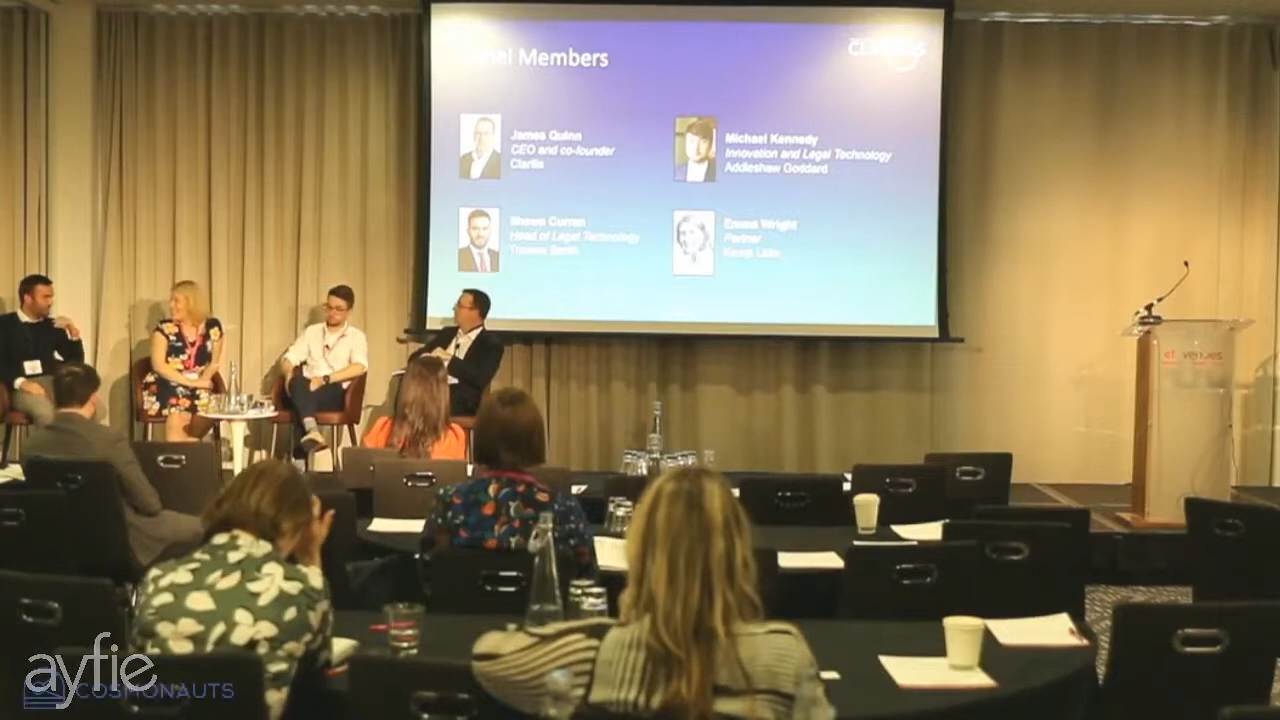 Members
James Quinn
CEO and co-founder
Clarilis
Michael Kennedy
Innovation and Legal Technology
Addleshaw Goddard
Shawn Curran
Head of Legal Technology
Travers Smith
Emma Wright
Partner
Kemp Little
venues
ayfie
COSMONAUTS